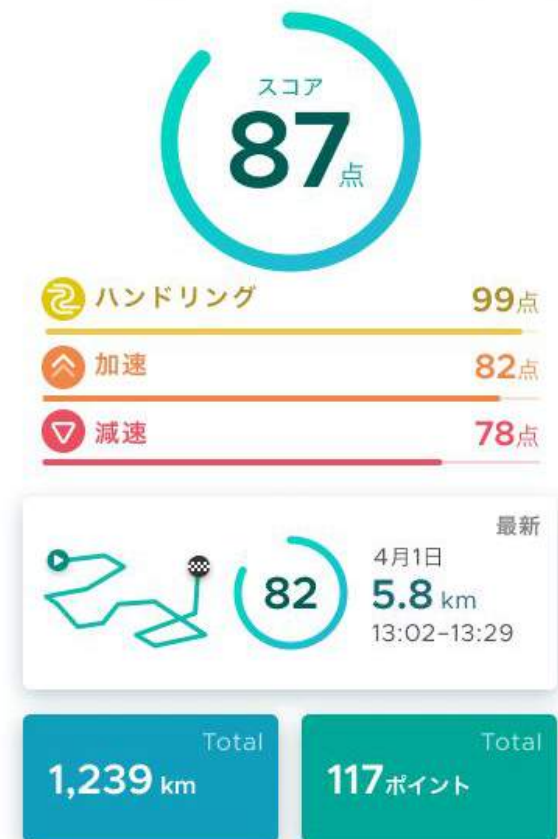 スコア
87点
ハンドリング 99点
加速 82点
減速 78点
最新
4月1日
82 5.8 km
13:02–13:29
Total
1,239 km
Total
117ポイント